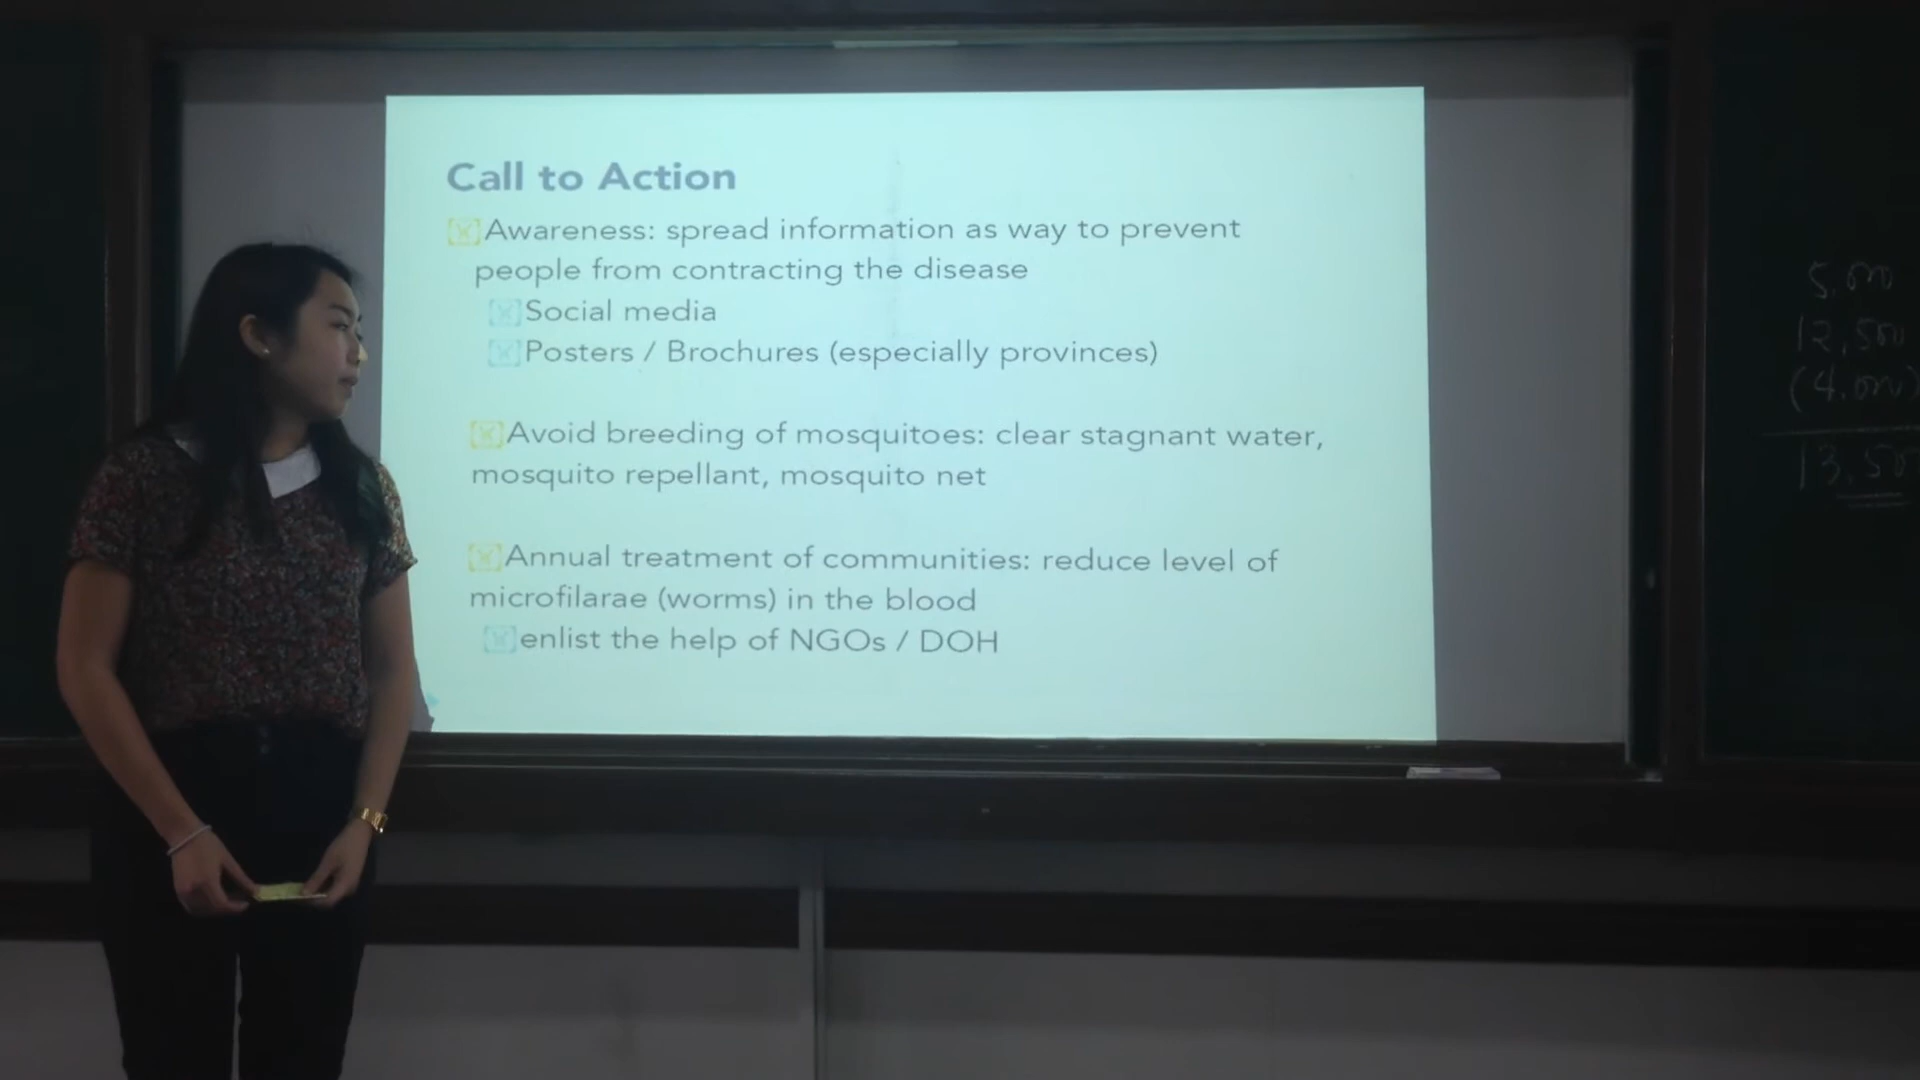 Call to Action
Awareness: spread information as way to prevent
people from contracting the disease
Social media
Posters / Brochures (especially provinces)
Avoid breeding of mosquitoes: clear stagnant water,
mosquito repellant, mosquito net
Annual treatment of communities: reduce level of
microfilarae (worms) in the blood
enlist the help of NGOs / DOH
12,500